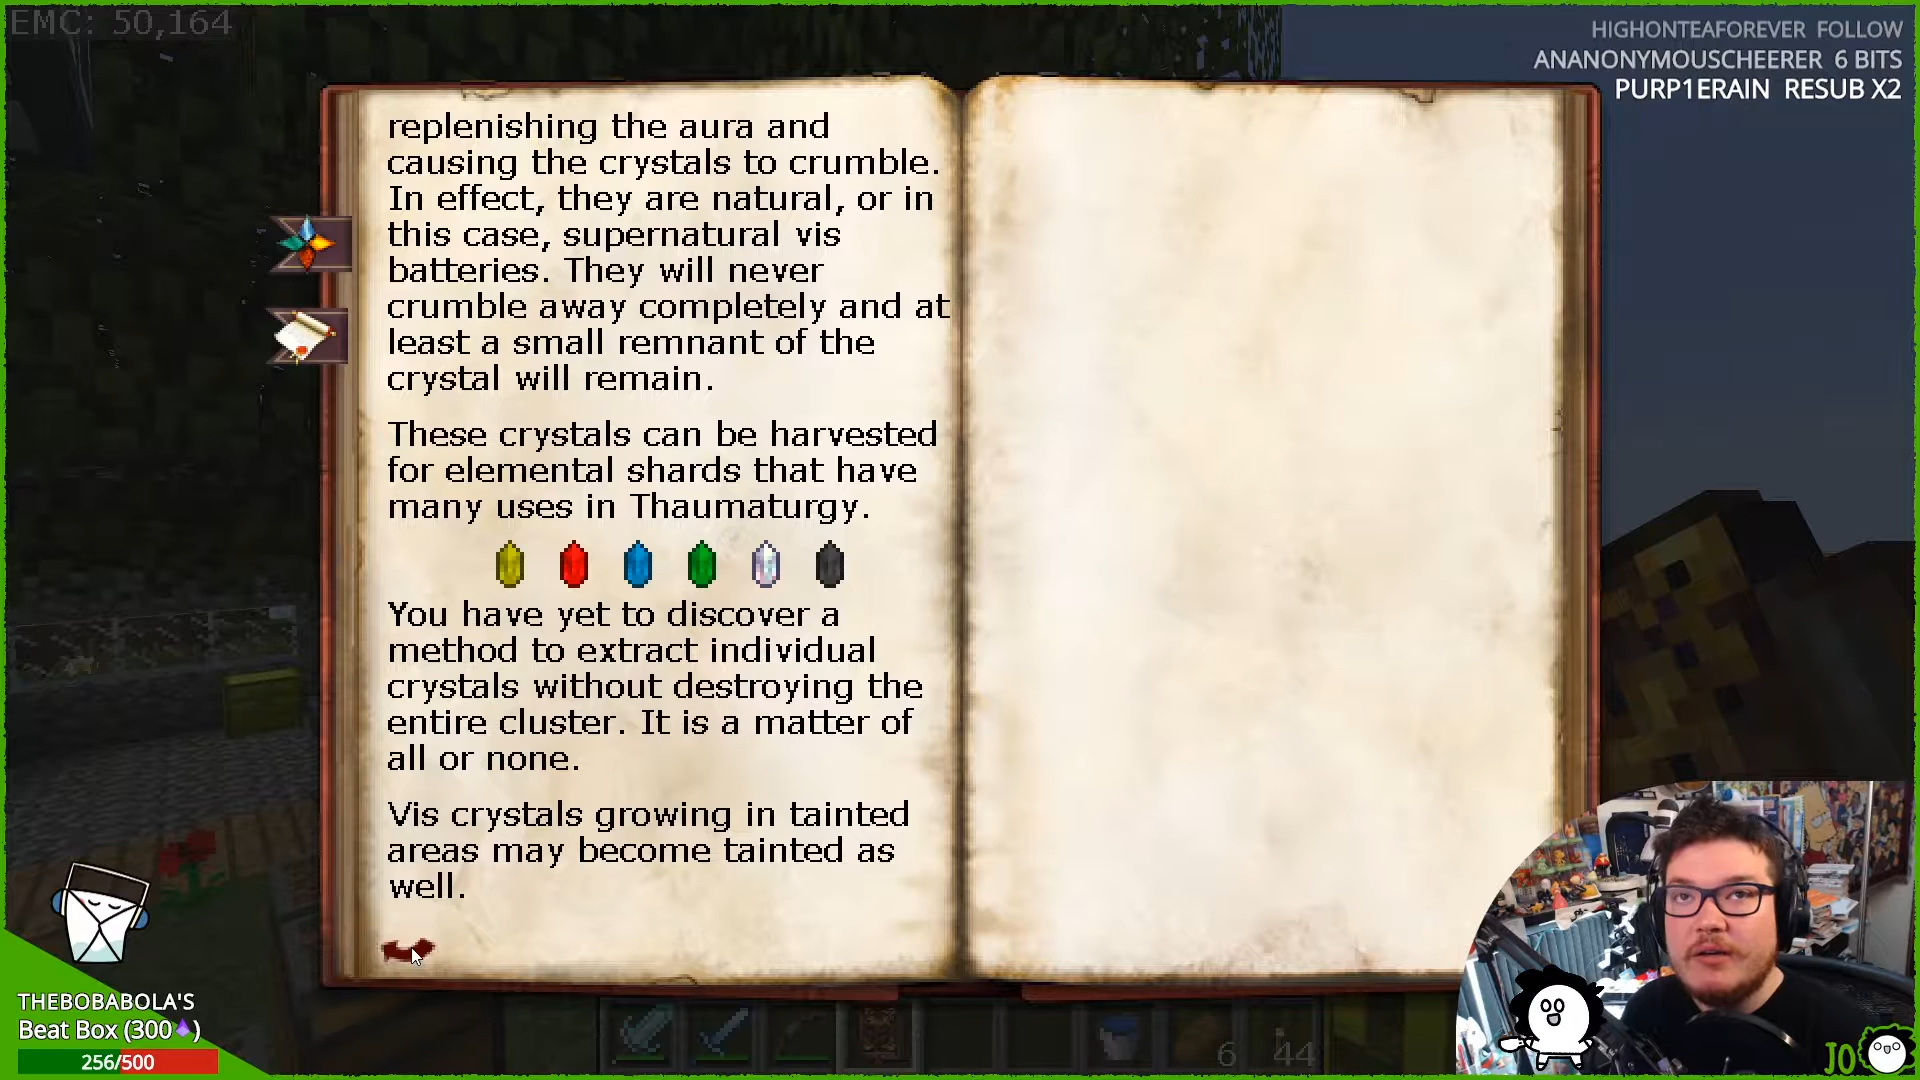 EMC: 50,164
HIGHONTEAFOREVER FOLLOW
ANANONYMOUSCHEERER 6 BITS
PURP1ERAIN RESUB X2
replenishing the aura and
causing the crystals to crumble.
In effect, they are natural, or in
this case, supernatural vis
batteries. They will never
crumble away completely and at
least a small remnant of the
crystal will remain.
These crystals can be harvested
for elemental shards that have
many uses in Thaumaturgy.
You have yet to discover a
method to extract individual
crystals without destroying the
entire cluster. It is a matter of
all or none.
Vis crystals growing in tainted
areas may become tainted as
well.
THEBOBABOLA'S
Beat Box (300)
256/500
6 44
JO